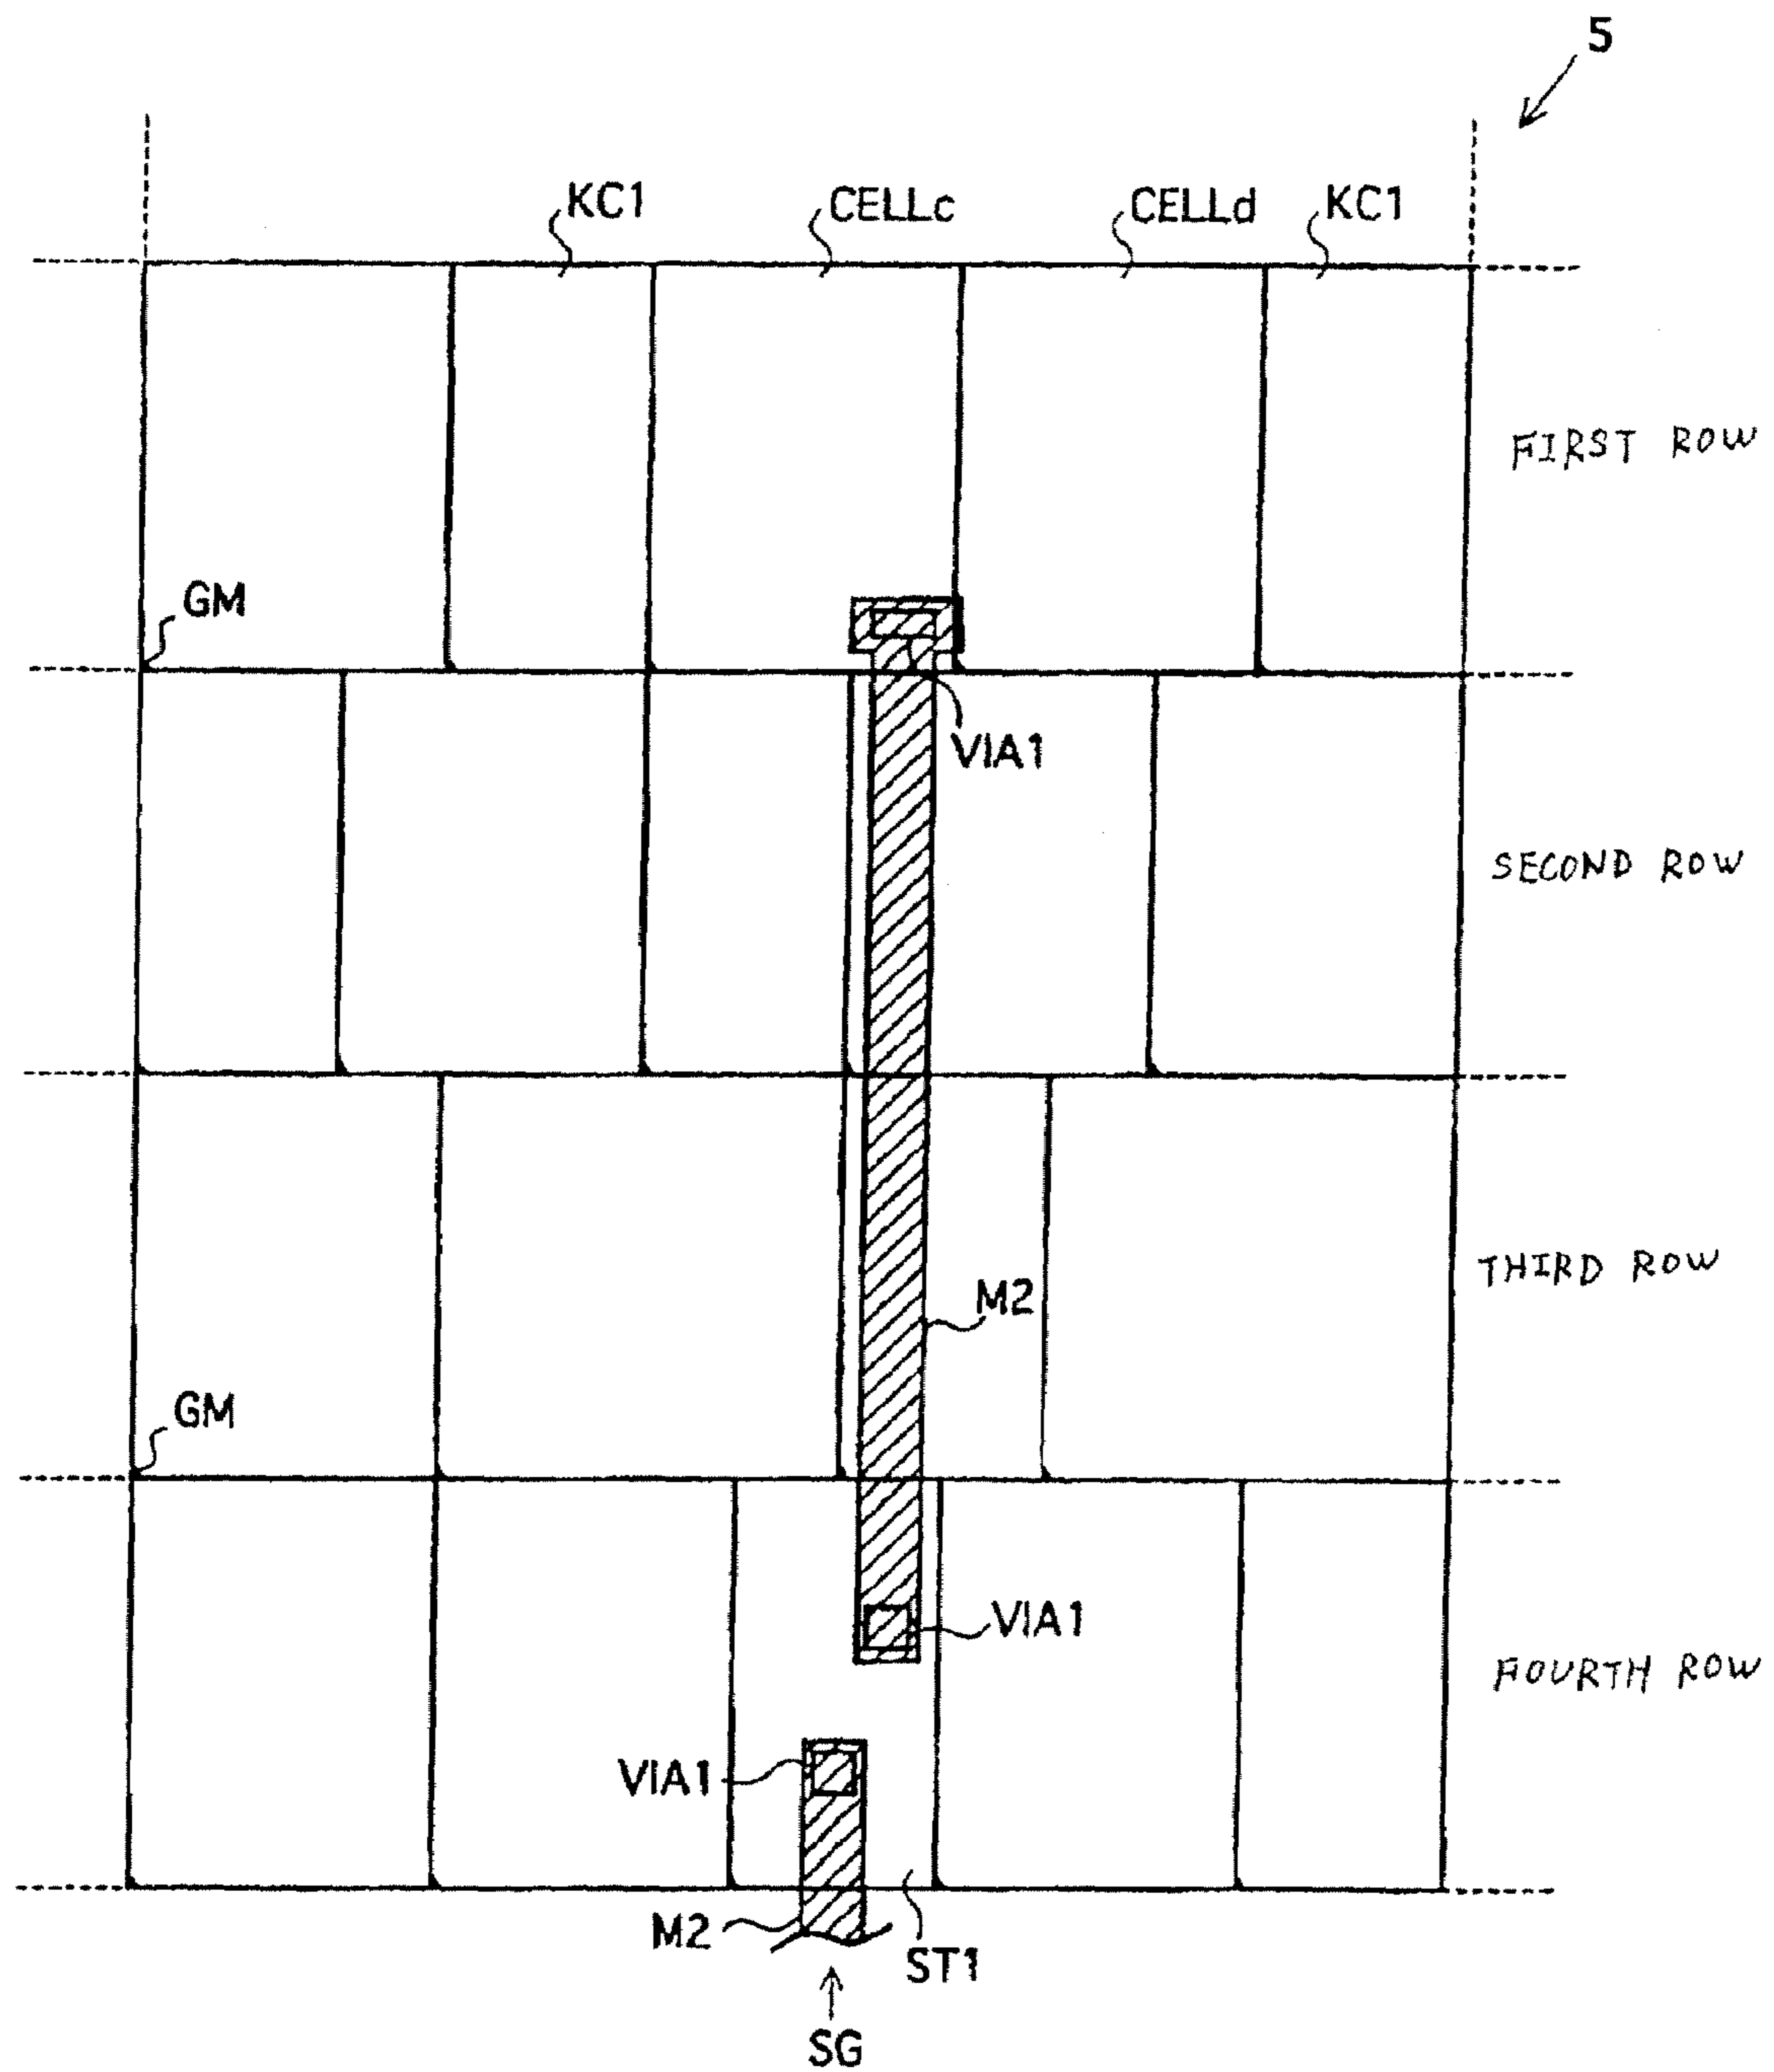 5
KC1 CELLc CELLd KC1
FIRST ROW
GM
VIA1
SECOND ROW
THIRD ROW
M2
GM
VIA1
FOURTH ROW
VIA1
M2
ST1
SG